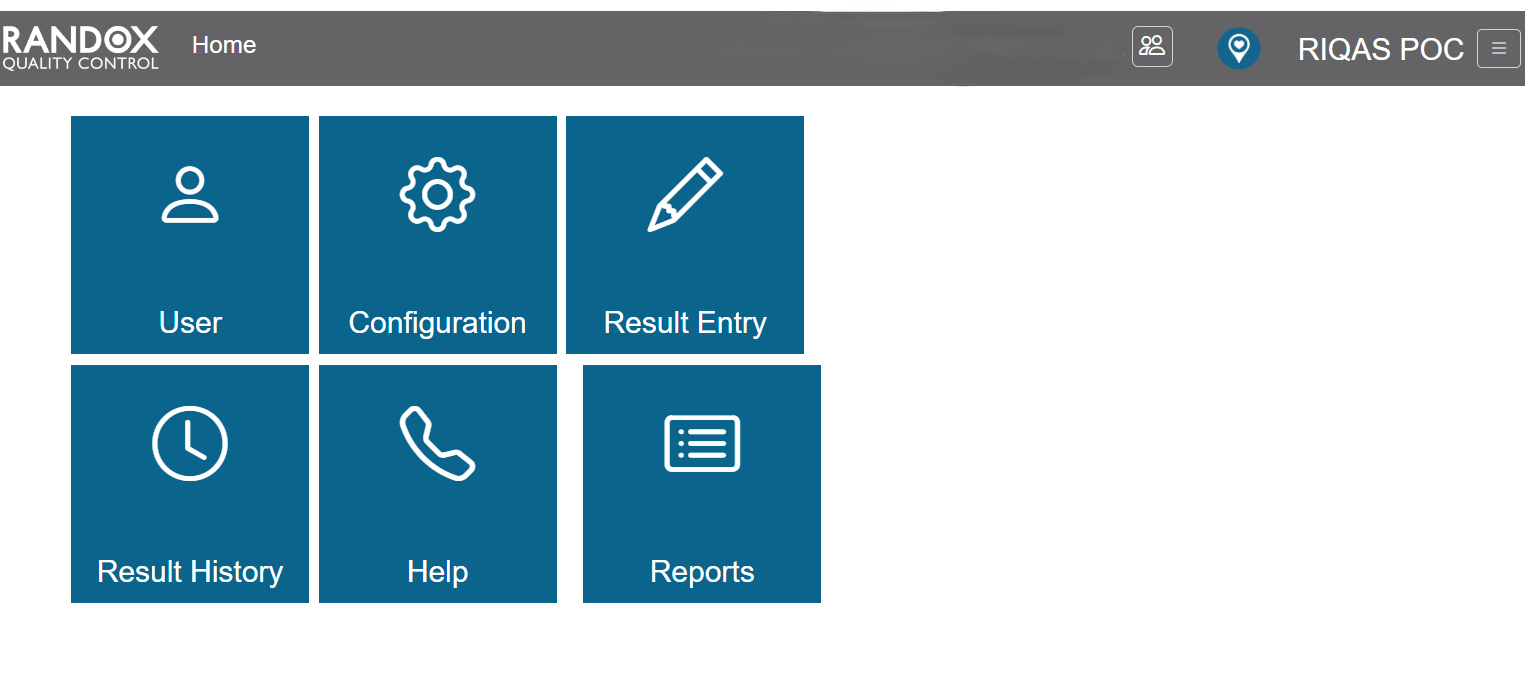 RANDOX
QUALITY CONTROL
Home
RIQAS POC
User
Configuration
Result Entry
Result History
Help
Reports